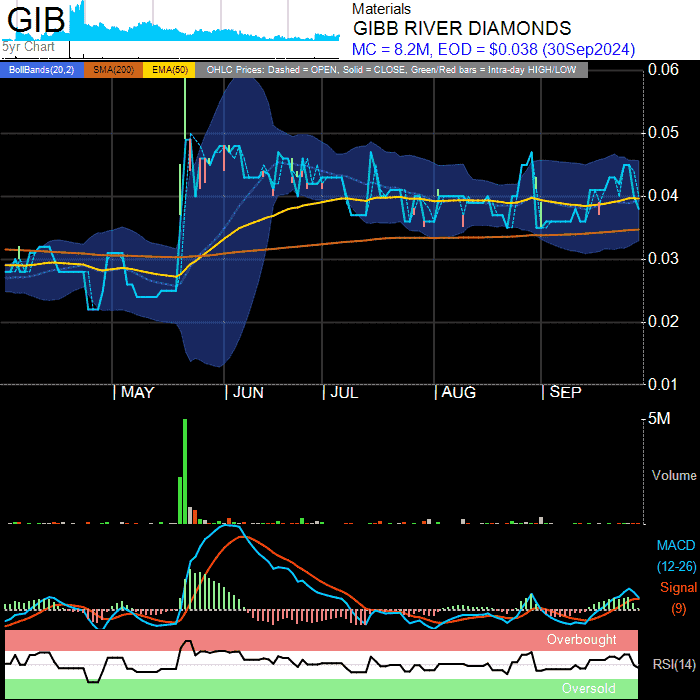 GIB
5yr Chart
Materials
GIBB RIVER DIAMONDS
MC = 8.2M, EOD = $0.038 (30Sep2024)
BollBands(20,2) SMA(200) EMA(50) OHLC Prices: Dashed = OPEN, Solid = CLOSE, Green/Red bars = Intra-day HIGH/LOW
0.06
0.05
0.04
0.03
0.02
0.01
MAY JUN JUL AUG SEP
5M
Volume
MACD
(12-26)
Signal
(9)
Overbought
RSI(14)
Oversold